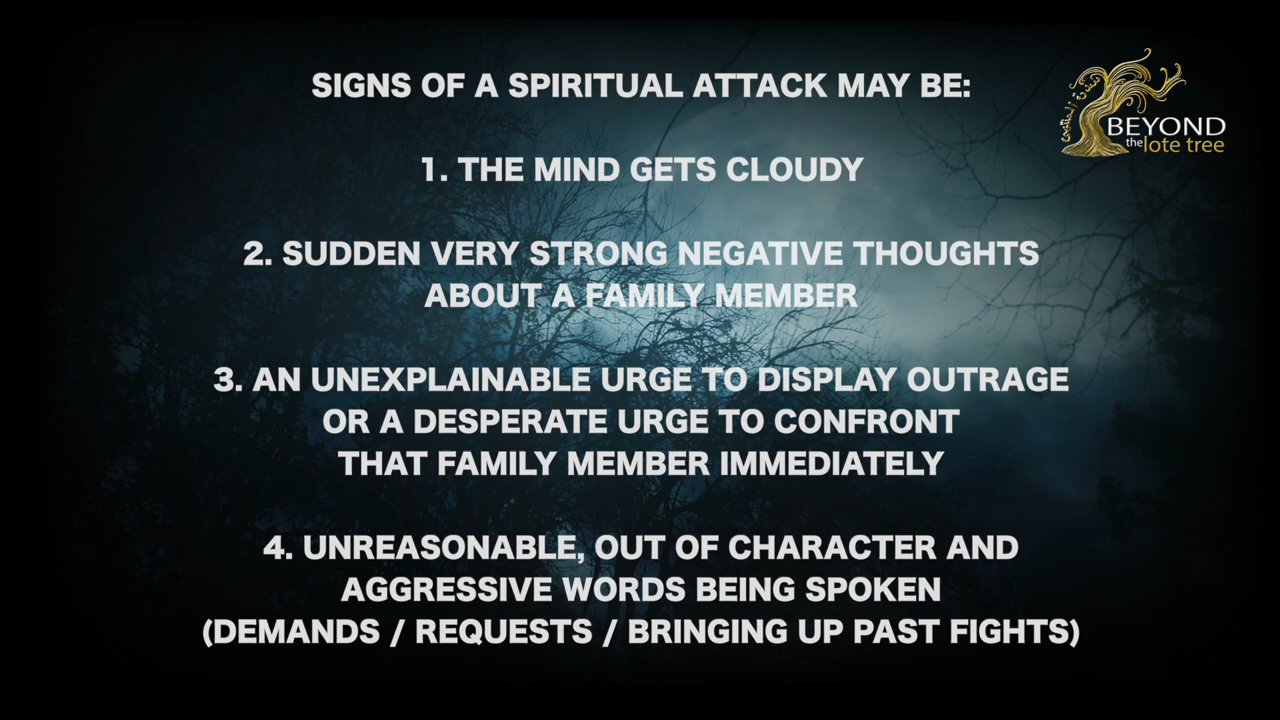 SIGNS OF A SPIRITUAL ATTACK MAY BE:
BEYOND
the lote tree
1. THE MIND GETS CLOUDY
2. SUDDEN VERY STRONG NEGATIVE THOUGHTS
ABOUT A FAMILY MEMBER
3. AN UNEXPLAINABLE URGE TO DISPLAY OUTRAGE
OR A DESPERATE URGE TO CONFRONT
THAT FAMILY MEMBER IMMEDIATELY
4. UNREASONABLE, OUT OF CHARACTER AND
AGGRESSIVE WORDS BEING SPOKEN
(DEMANDS / REQUESTS / BRINGING UP PAST FIGHTS)